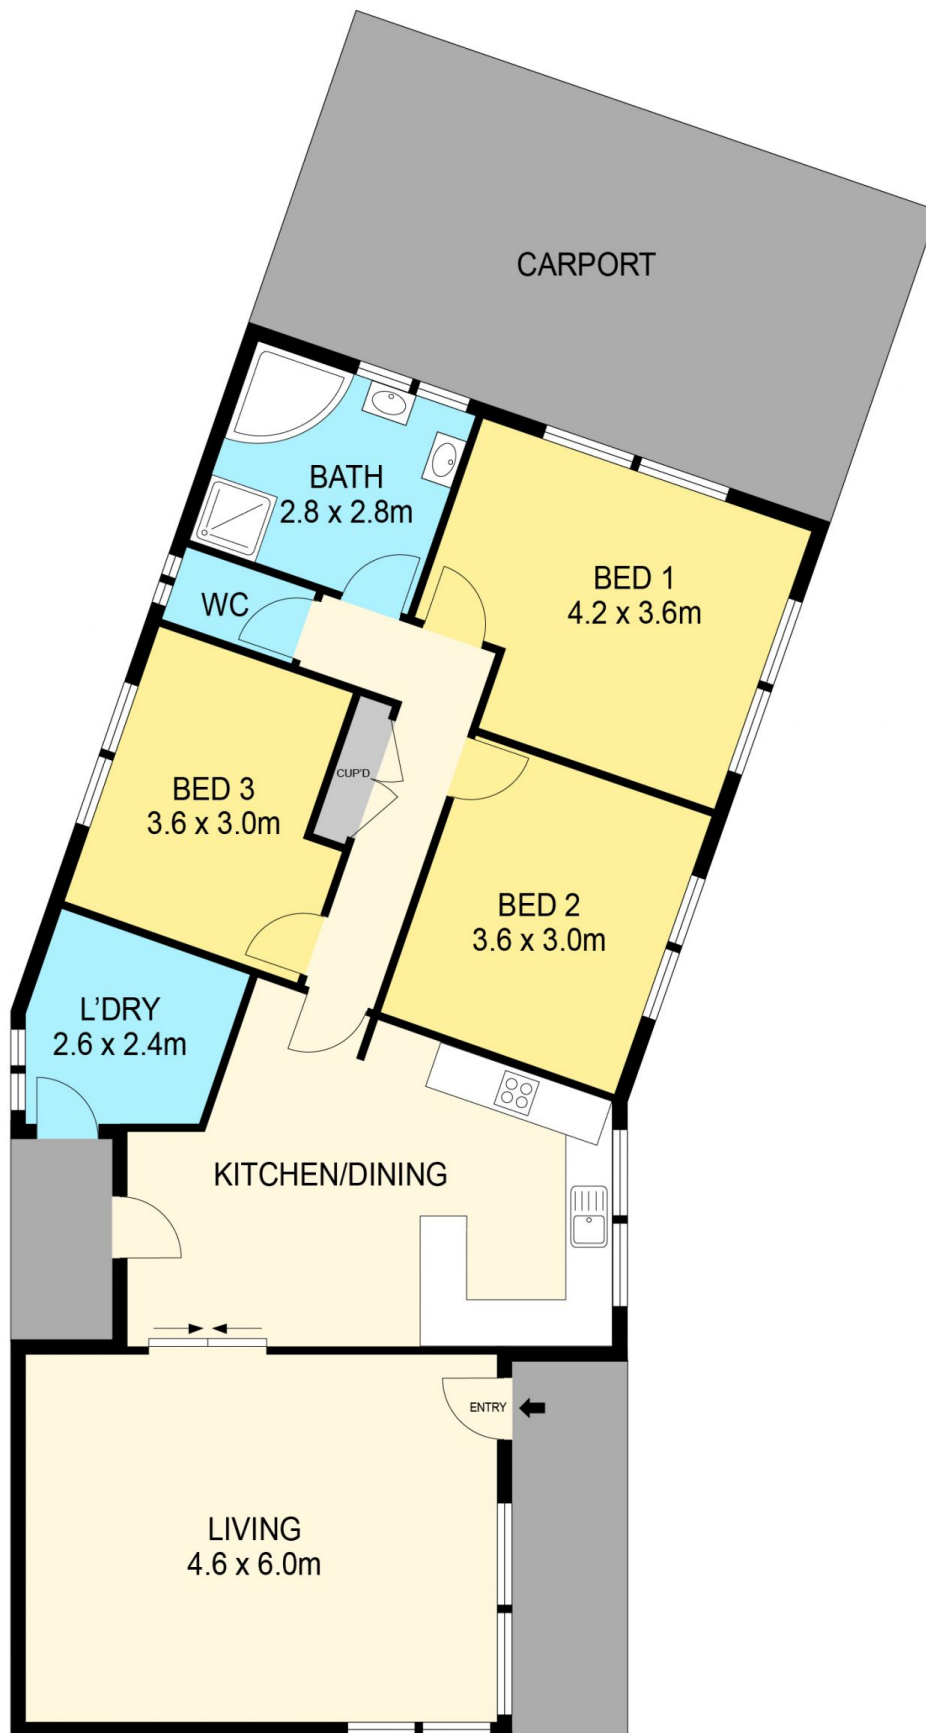 CARPORT
BATH
2.8 x 2.8m
BED 1
4.2 x 3.6m
WC
CUP'D
BED 3
3.6 x 3.0m
BED 2
3.6 x 3.0m
L'DRY
2.6 x 2.4m
KITCHEN/DINING
ENTRY
LIVING
4.6 x 6.0m